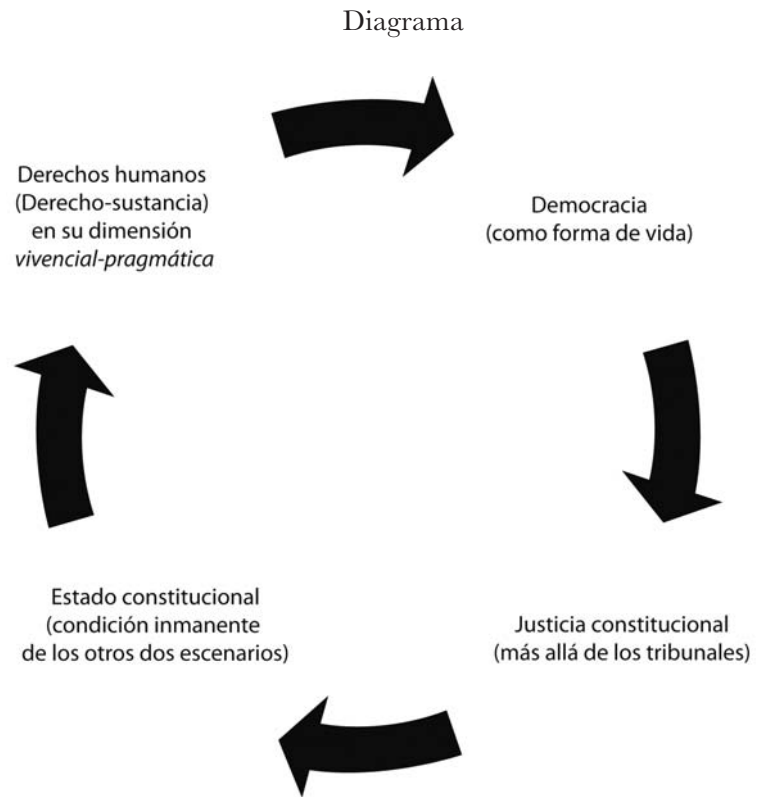 Diagrama
Derechos humanos
(Derecho-sustancia)
en su dimensión
vivencial-pragmática
Democracia
(como forma de vida)
Estado constitucional
(condición inmanente
de los otros dos escenarios)
Justicia constitucional
(más allá de los tribunales)